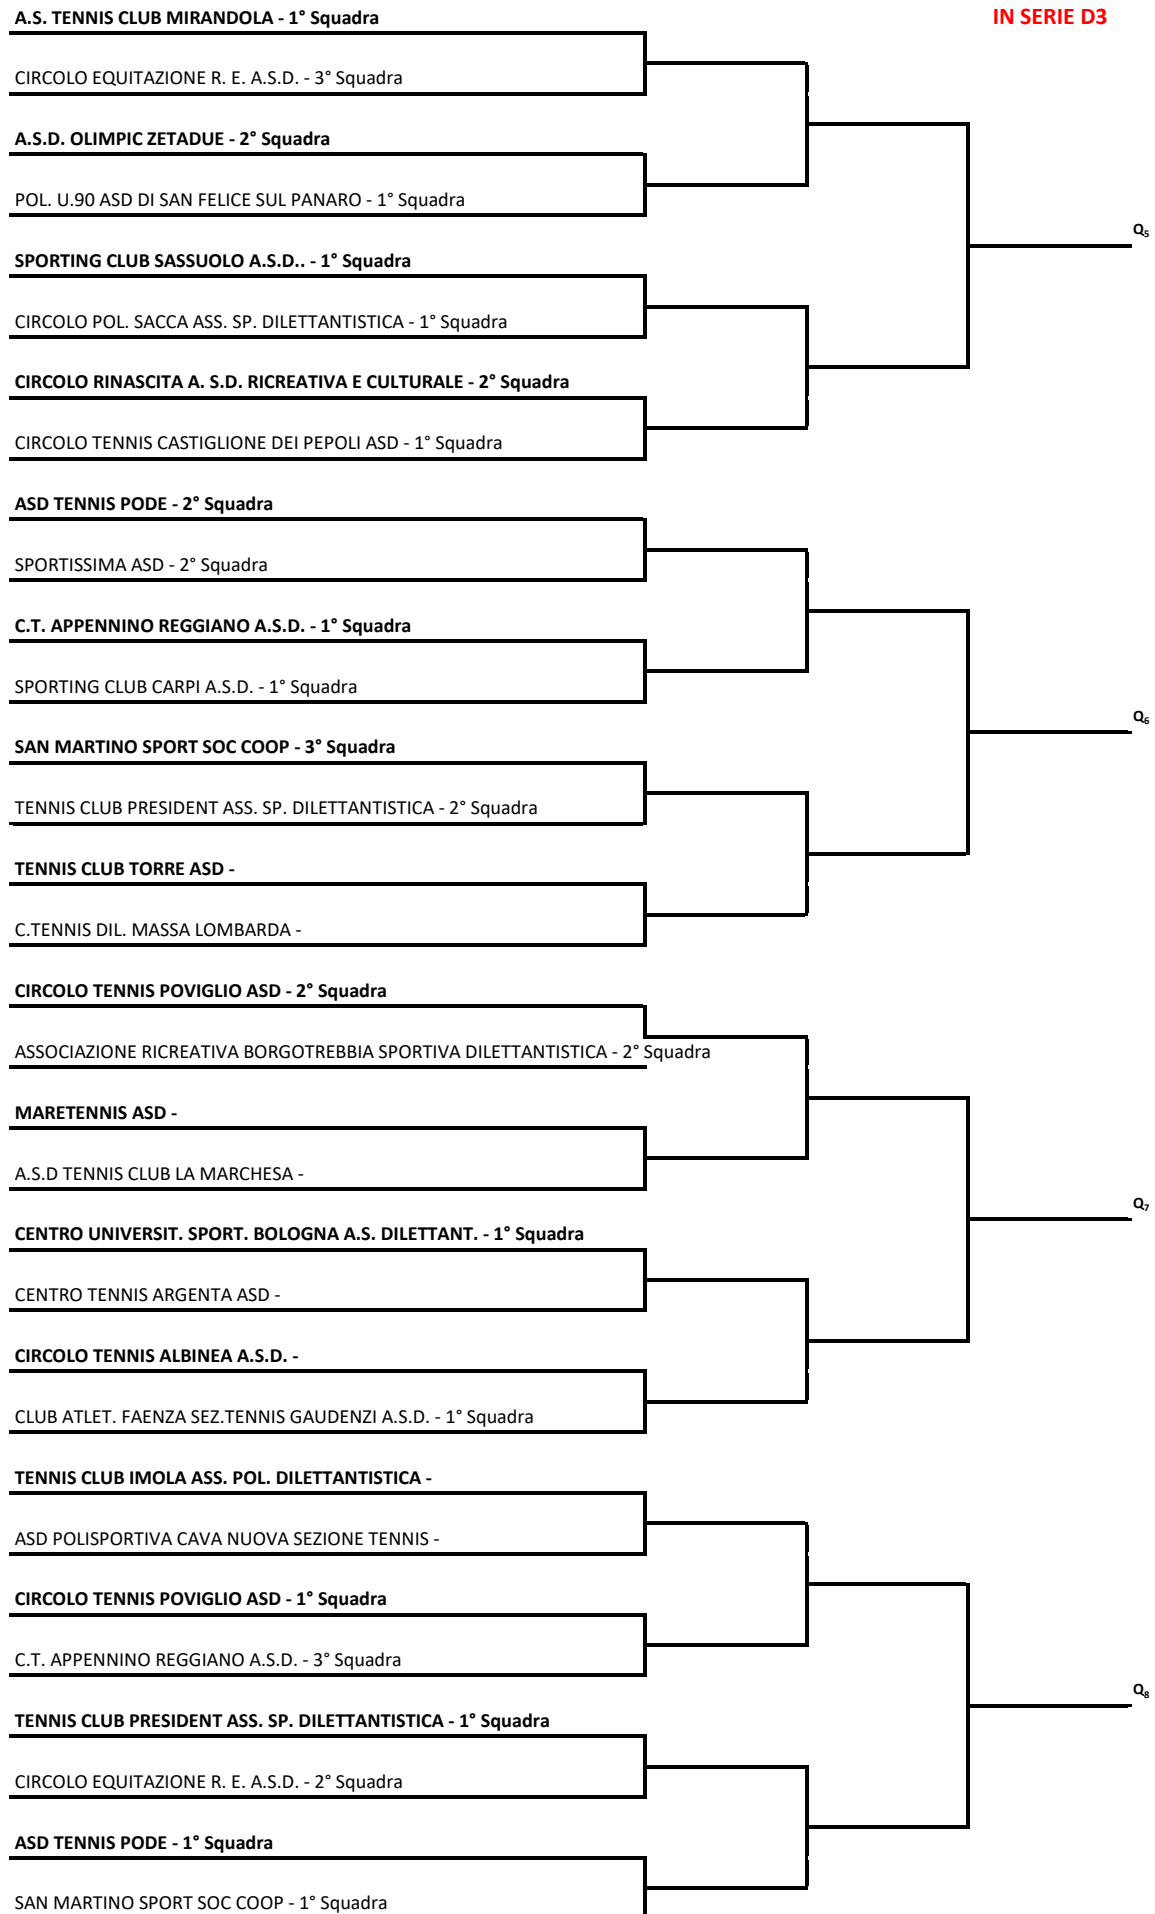 A.S. TENNIS CLUB MIRANDOLA - 1° Squadra
IN SERIE D3
CIRCOLO EQUITAZIONE R. E. A.S.D. - 3° Squadra
A.S.D. OLIMPIC ZETADUE - 2° Squadra
POL. U.90 ASD DI SAN FELICE SUL PANARO - 1° Squadra
Q₅
SPORTING CLUB SASSUOLO A.S.D.. - 1° Squadra
CIRCOLO POL. SACCA ASS. SP. DILETTANTISTICA - 1° Squadra
CIRCOLO RINASCITA A. S.D. RICREATIVA E CULTURALE - 2° Squadra
CIRCOLO TENNIS CASTIGLIONE DEI PEPOLI ASD - 1° Squadra
ASD TENNIS PODE - 2° Squadra
SPORTISSIMA ASD - 2° Squadra
C.T. APPENNINO REGGIANO A.S.D. - 1° Squadra
SPORTING CLUB CARPI A.S.D. - 1° Squadra
Q₆
SAN MARTINO SPORT SOC COOP - 3° Squadra
TENNIS CLUB PRESIDENT ASS. SP. DILETTANTISTICA - 2° Squadra
TENNIS CLUB TORRE ASD -
C.TENNIS DIL. MASSA LOMBARDA -
CIRCOLO TENNIS POVIGLIO ASD - 2° Squadra
ASSOCIAZIONE RICREATIVA BORGOTREBBIA SPORTIVA DILETTANTISTICA - 2° Squadra
MARETENNIS ASD -
A.S.D TENNIS CLUB LA MARCHESA -
Q₇
CENTRO UNIVERSIT. SPORT. BOLOGNA A.S. DILETTANT. - 1° Squadra
CENTRO TENNIS ARGENTA ASD -
CIRCOLO TENNIS ALBINEA A.S.D. -
CLUB ATLET. FAENZA SEZ.TENNIS GAUDENZI A.S.D. - 1° Squadra
TENNIS CLUB IMOLA ASS. POL. DILETTANTISTICA -
ASD POLISPORTIVA CAVA NUOVA SEZIONE TENNIS -
CIRCOLO TENNIS POVIGLIO ASD - 1° Squadra
C.T. APPENNINO REGGIANO A.S.D. - 3° Squadra
Q₈
TENNIS CLUB PRESIDENT ASS. SP. DILETTANTISTICA - 1° Squadra
CIRCOLO EQUITAZIONE R. E. A.S.D. - 2° Squadra
ASD TENNIS PODE - 1° Squadra
SAN MARTINO SPORT SOC COOP - 1° Squadra